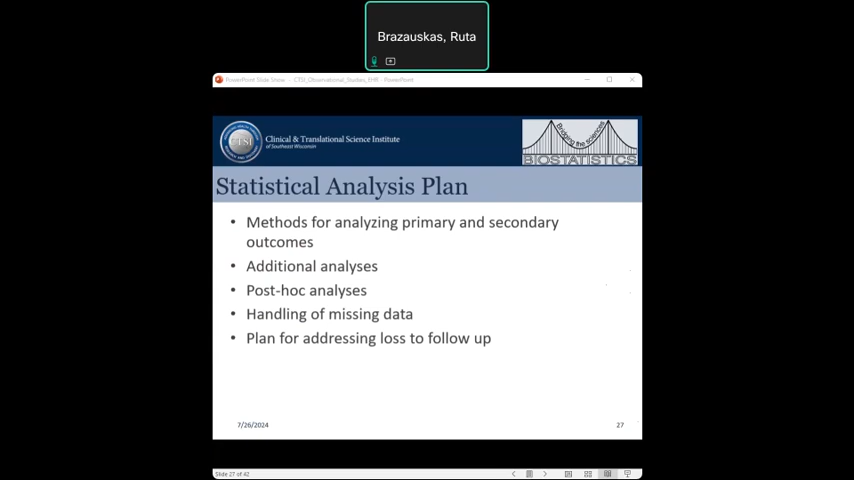 Brazauskas, Ruta
PowerPoint Slide Show - CTSI_Observational_Studies_EHR - PowerPoint
CTSI
Clinical & Translational Science Institute
of Southeast Wisconsin
Bridging the Sciences
BIOSTATISTICS
Statistical Analysis Plan
• Methods for analyzing primary and secondary
outcomes
• Additional analyses
• Post-hoc analyses
• Handling of missing data
• Plan for addressing loss to follow up
7/26/2024
27
Slide 27 of 42